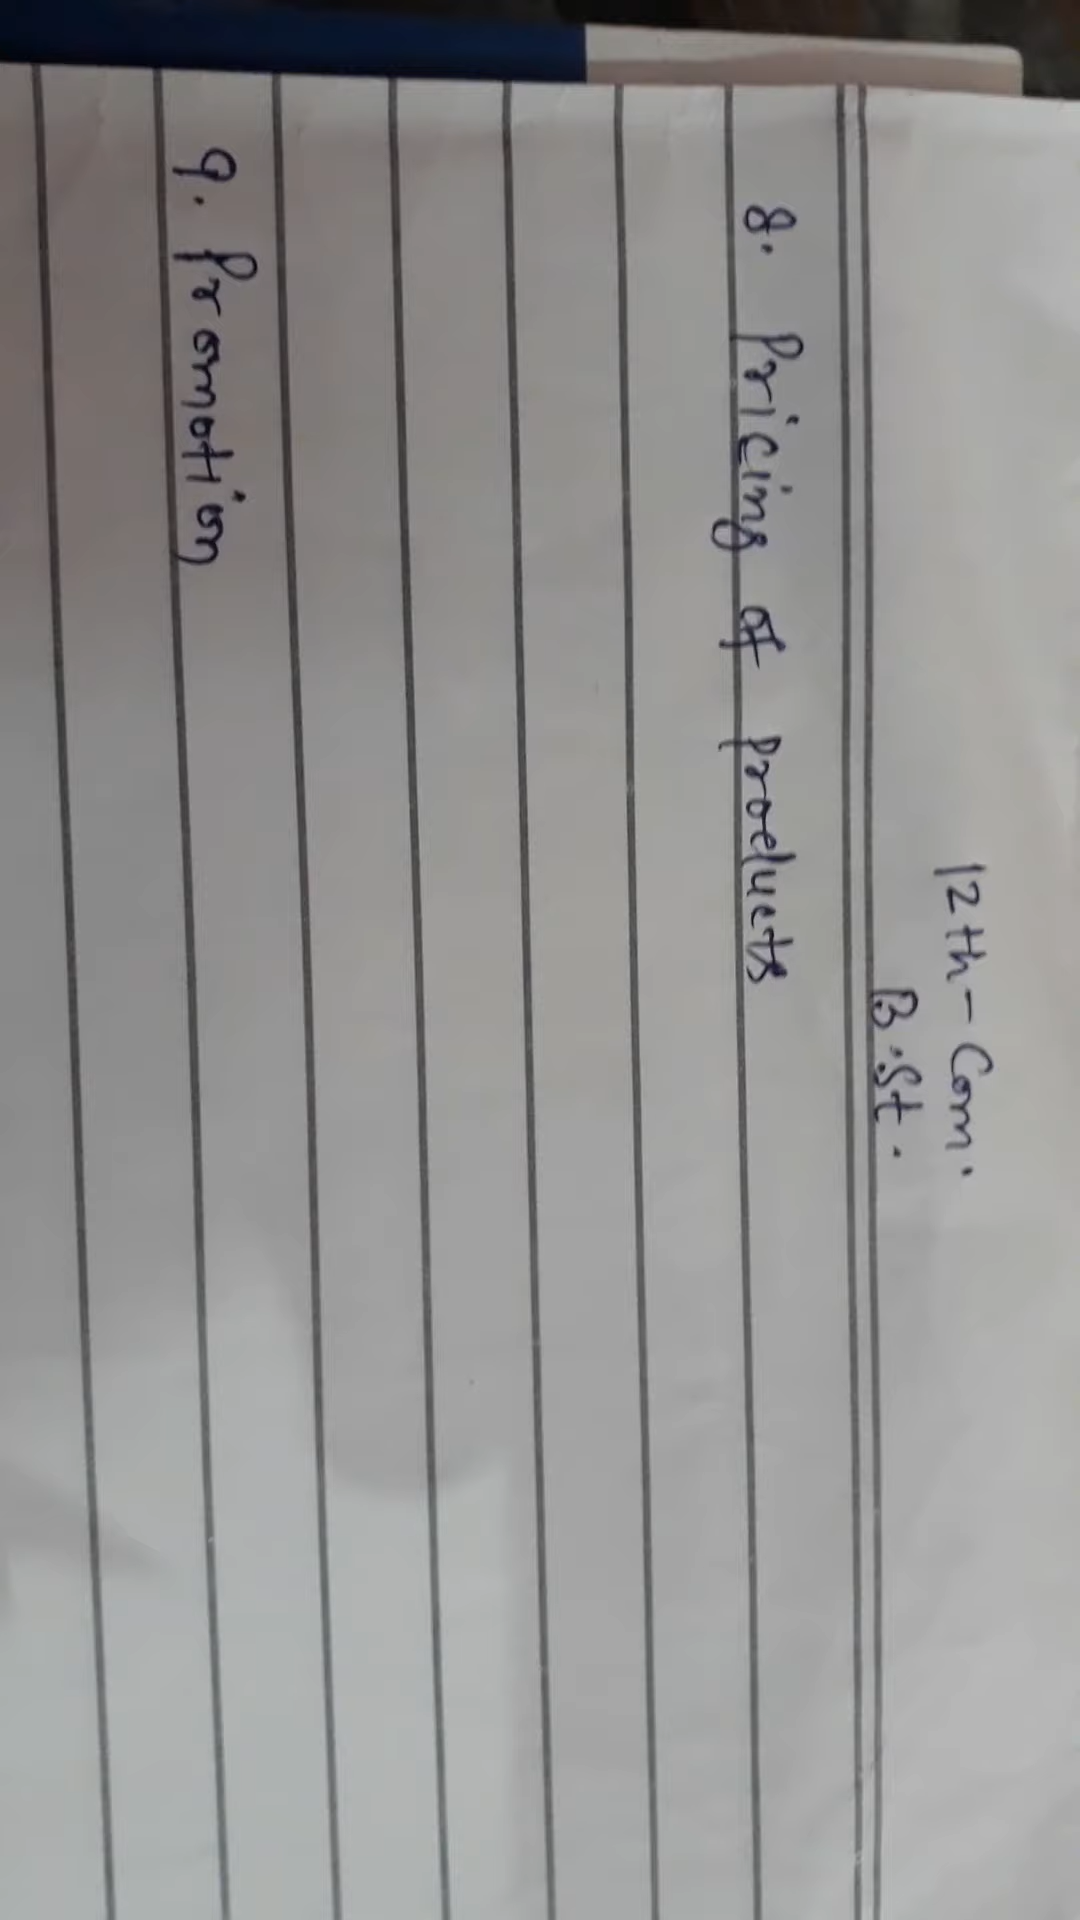 12th - Com.
B.St.
8. Pricing of products
9. Promotion